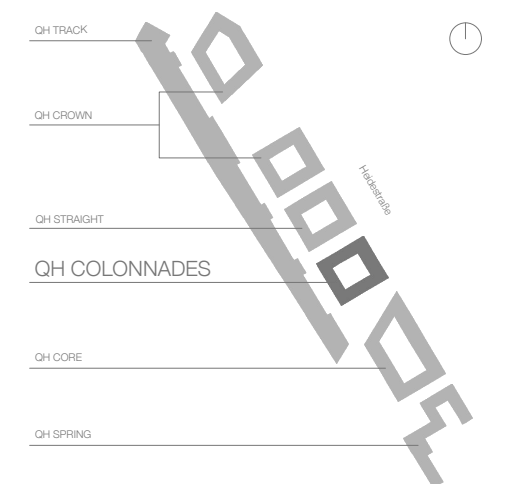 QH TRACK
QH CROWN
Heidestraße
QH STRAIGHT
QH COLONNADES
QH CORE
QH SPRING